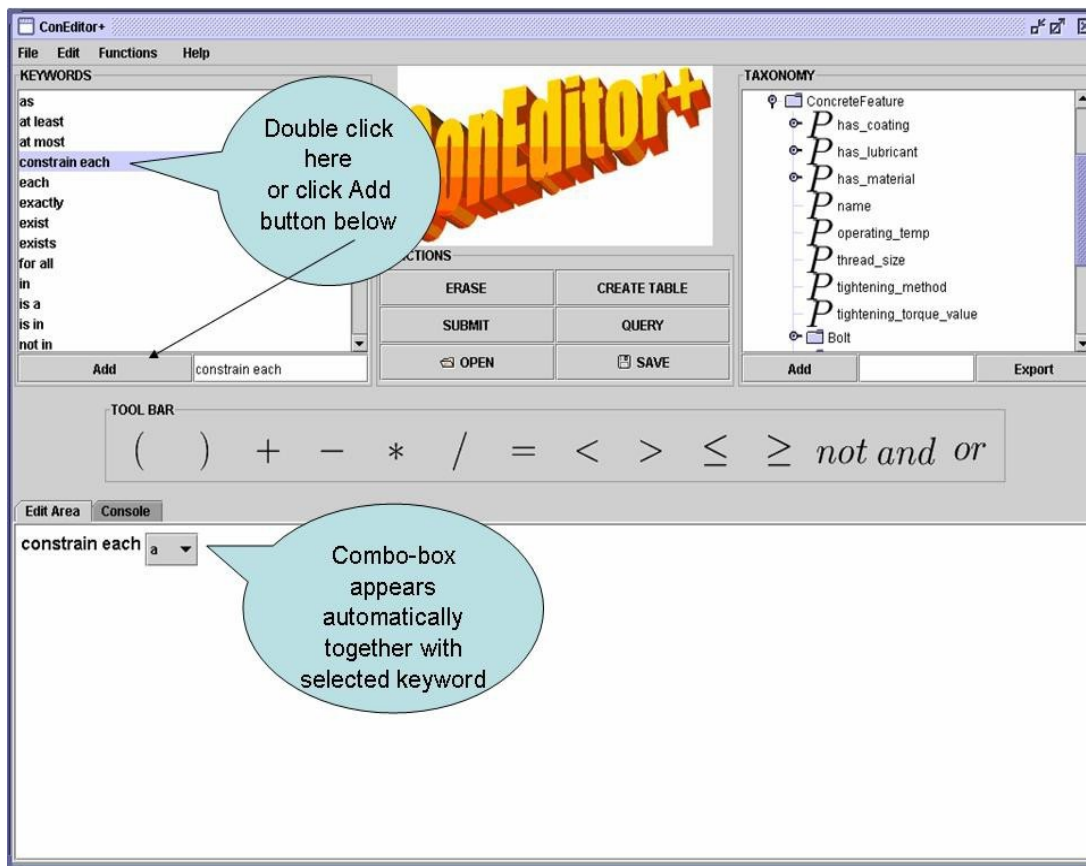 ConEditor+
File Edit Functions Help
KEYWORDS
as
at least
at most
constrain each
each
exactly
exist
exists
for all
in
is a
is in
not in
Add constrain each
Double click
here
or click Add
button below
ConEditor+
CTIONS
ERASE CREATE TABLE
SUBMIT QUERY
OPEN SAVE
TAXONOMY
ConcreteFeature
P has_coating
P has_lubricant
P has_material
P name
P operating_temp
P thread_size
P tightening_method
P tightening_torque_value
Bolt
Add Export
TOOL BAR
( ) + - * / = < > ≤ ≥ not and or
Edit Area Console
constrain each a
Combo-box
appears
automatically
together with
selected keyword